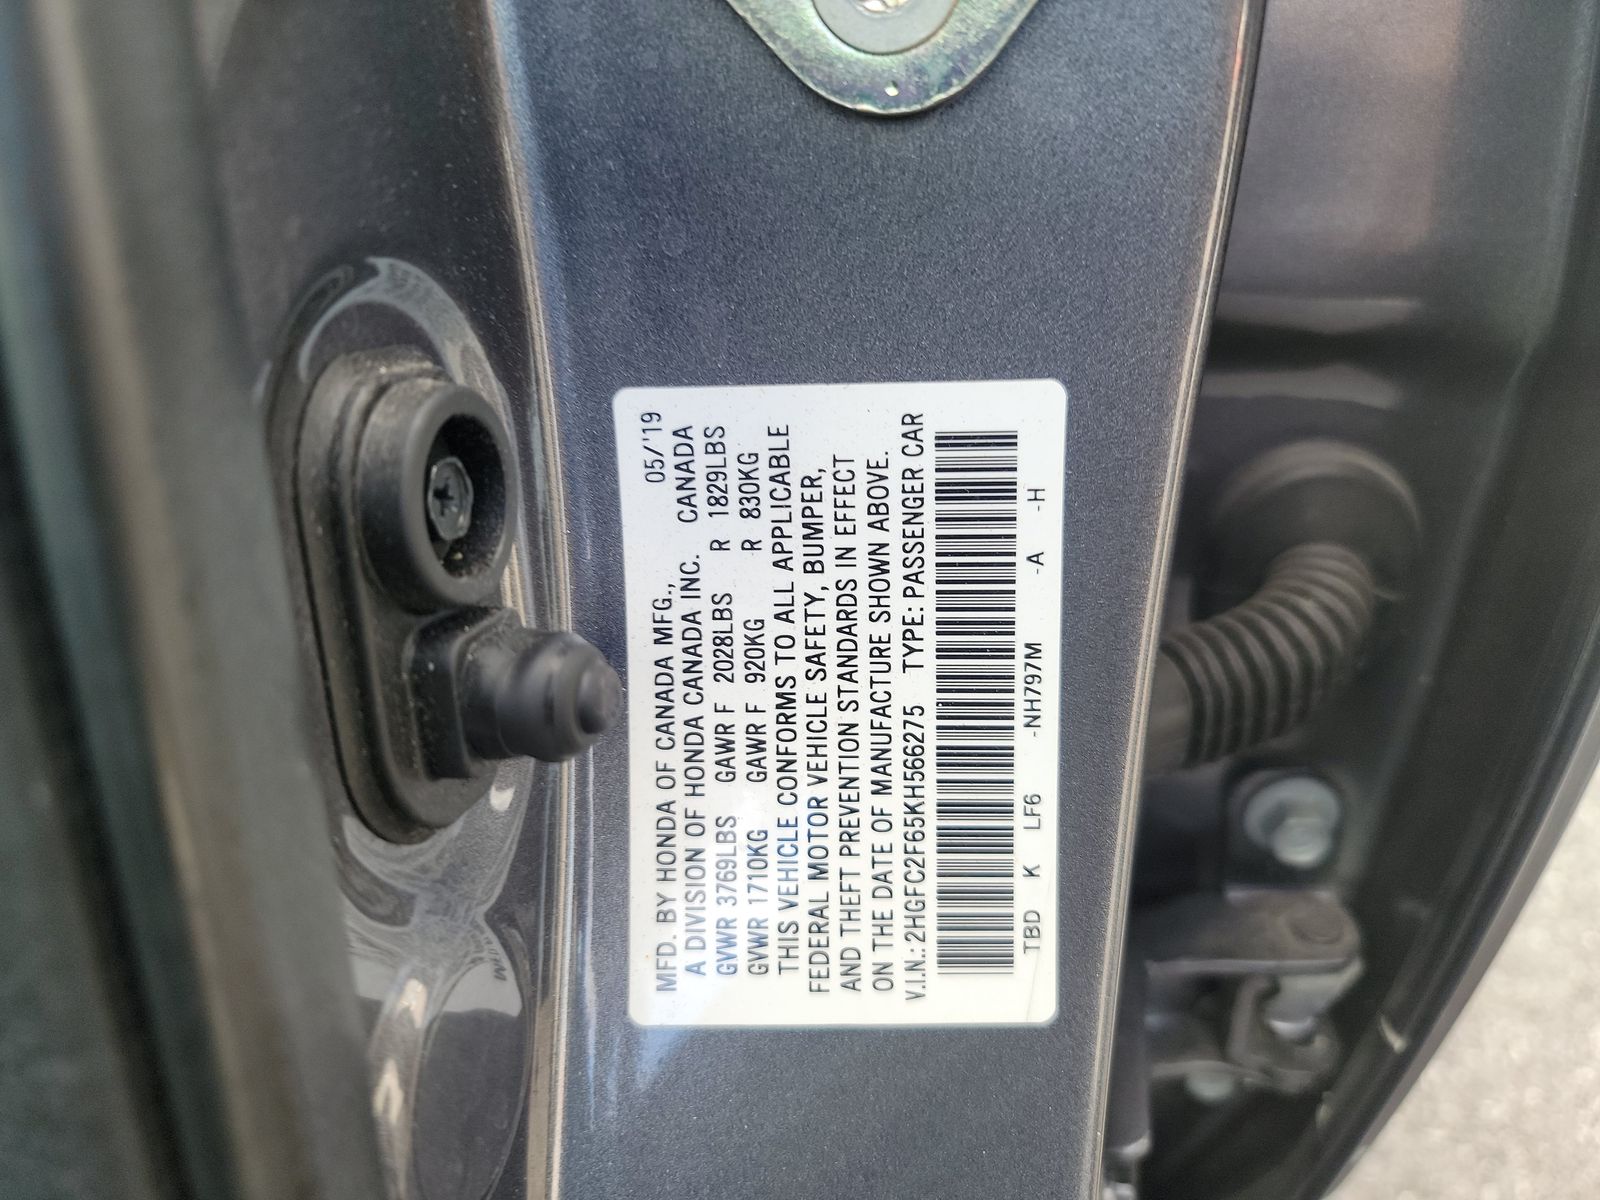 MFD. BY HONDA OF CANADA MFG., 05/'19
A DIVISION OF HONDA CANADA INC. CANADA
GVWR 3769LBS GAWR F 2028LBS R 1829LBS
GVWR 1710KG GAWR F 920KG R 830KG
THIS VEHICLE CONFORMS TO ALL APPLICABLE
FEDERAL MOTOR VEHICLE SAFETY, BUMPER,
AND THEFT PREVENTION STANDARDS IN EFFECT
ON THE DATE OF MANUFACTURE SHOWN ABOVE.
V.I.N.: 2HGFC2F65KH566275 TYPE: PASSENGER CAR
TBD K LF6 -NH797M -A -H